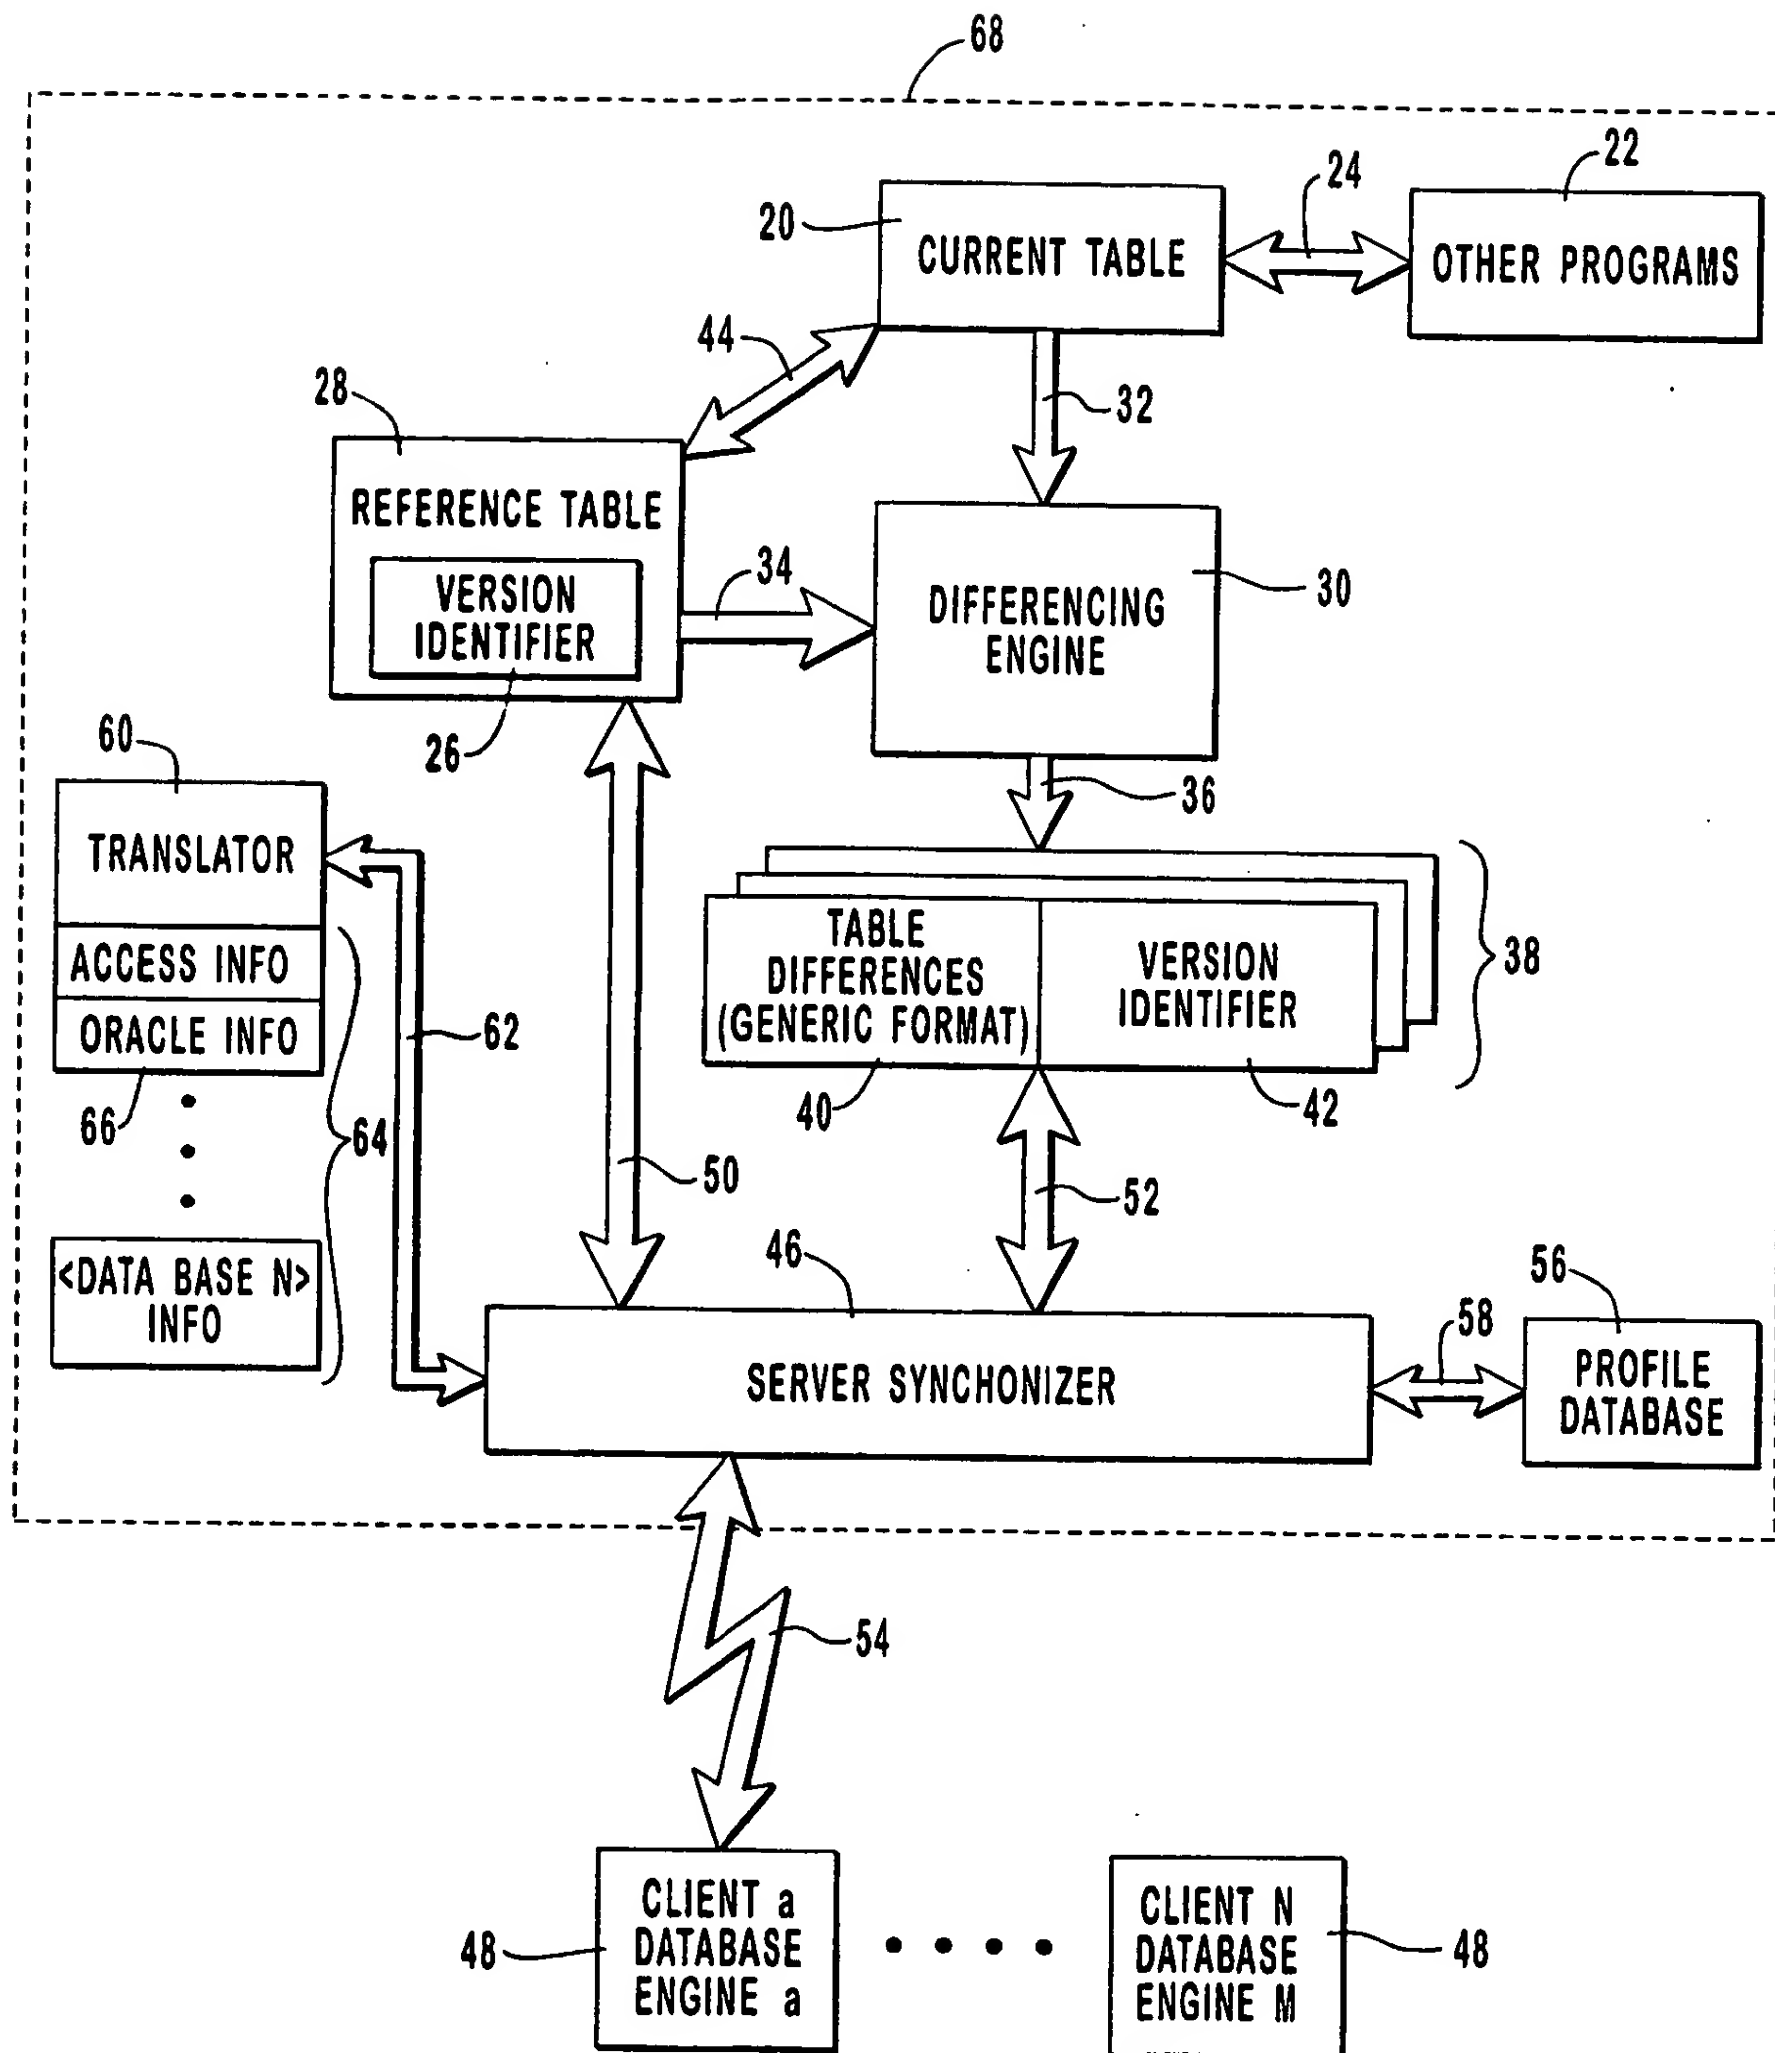 68
22
24
20
CURRENT TABLE
OTHER PROGRAMS
44
28
32
REFERENCE TABLE
VERSION
IDENTIFIER
34
30
DIFFERENCING
ENGINE
26
36
60
TRANSLATOR
ACCESS INFO
ORACLE INFO
66
64
62
<DATA BASE N>
INFO
TABLE
DIFFERENCES
(GENERIC FORMAT)
VERSION
IDENTIFIER
38
40
42
50
52
46
56
58
SERVER SYNCHONIZER
PROFILE
DATABASE
54
48
CLIENT a
DATABASE
ENGINE a
CLIENT N
DATABASE
ENGINE M
48